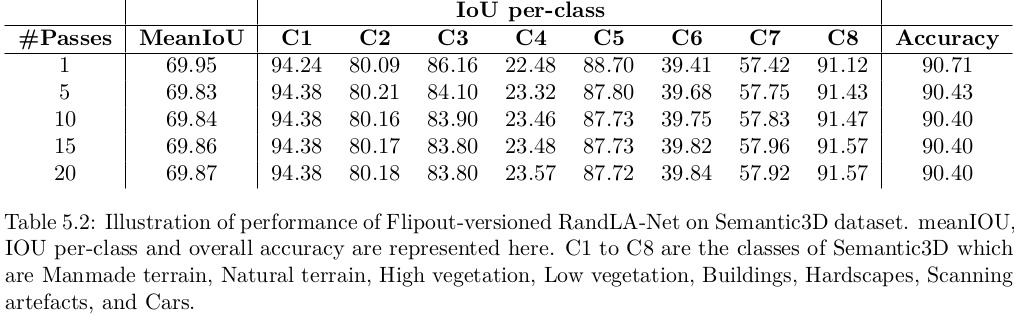 IoU per-class
#Passes MeanIoU C1 C2 C3 C4 C5 C6 C7 C8 Accuracy
1 69.95 94.24 80.09 86.16 22.48 88.70 39.41 57.42 91.12 90.71
5 69.83 94.38 80.21 84.10 23.32 87.80 39.68 57.75 91.43 90.43
10 69.84 94.38 80.16 83.90 23.46 87.73 39.75 57.83 91.47 90.40
15 69.86 94.38 80.17 83.80 23.48 87.73 39.82 57.96 91.57 90.40
20 69.87 94.38 80.18 83.80 23.57 87.72 39.84 57.92 91.57 90.40
Table 5.2: Illustration of performance of Flipout-versioned RandLA-Net on Semantic3D dataset. meanIOU,
IOU per-class and overall accuracy are represented here. C1 to C8 are the classes of Semantic3D which
are Manmade terrain, Natural terrain, High vegetation, Low vegetation, Buildings, Hardscapes, Scanning
artefacts, and Cars.